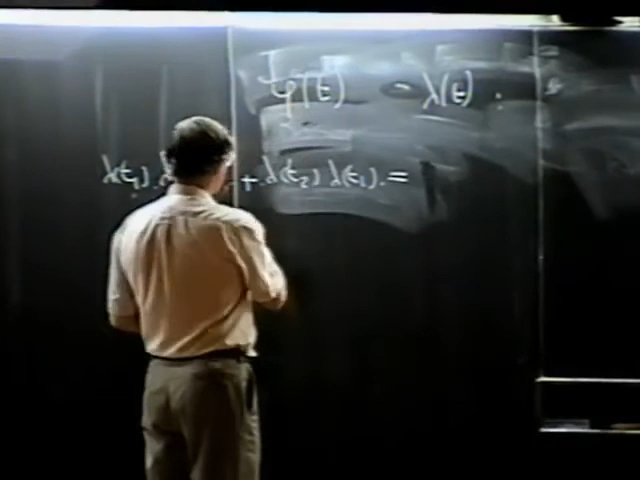 φ(t) - λ(t)
λ(t₁) λ + λ(t₂) λ(t₁) =